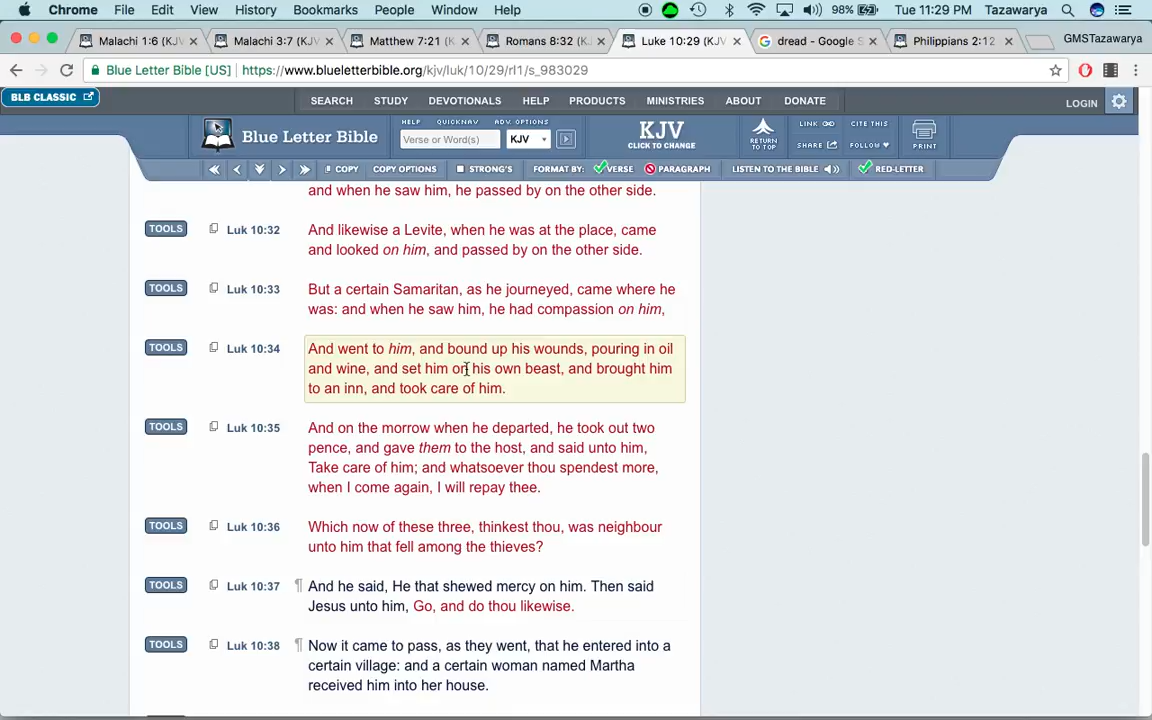 Chrome File Edit View History Bookmarks People Window Help 98% Tue 11:29 PM Tazawarya
Malachi 1:6 (KJV Malachi 3:7 (KJV Matthew 7:21 (KJV Romans 8:32 (KJV Luke 10:29 (KJV dread - Google S Philippians 2:12 GMSTazawarya
Blue Letter Bible [US] https://www.blueletterbible.org/kjv/luk/10/29/rl1/s_983029
BLB CLASSIC SEARCH STUDY DEVOTIONALS HELP PRODUCTS MINISTRIES ABOUT DONATE LOGIN
HELP QUICKNAV ADV. OPTIONS
Blue Letter Bible Verse or Word(s) KJV
KJV
CLICK TO CHANGE
RETURN
TO TOP
LINK CITE THIS
SHARE FOLLOW
PRINT
COPY COPY OPTIONS STRONG'S FORMAT BY: VERSE PARAGRAPH LISTEN TO THE BIBLE RED-LETTER
and when he saw him, he passed by on the other side.
TOOLS Luk 10:32 And likewise a Levite, when he was at the place, came
and looked on him, and passed by on the other side.
TOOLS Luk 10:33 But a certain Samaritan, as he journeyed, came where he
was: and when he saw him, he had compassion on him,
TOOLS Luk 10:34 And went to him, and bound up his wounds, pouring in oil
and wine, and set him on his own beast, and brought him
to an inn, and took care of him.
TOOLS Luk 10:35 And on the morrow when he departed, he took out two
pence, and gave them to the host, and said unto him,
Take care of him; and whatsoever thou spendest more,
when I come again, I will repay thee.
TOOLS Luk 10:36 Which now of these three, thinkest thou, was neighbour
unto him that fell among the thieves?
TOOLS Luk 10:37 ¶ And he said, He that shewed mercy on him. Then said
Jesus unto him, Go, and do thou likewise.
TOOLS Luk 10:38 ¶ Now it came to pass, as they went, that he entered into a
certain village: and a certain woman named Martha
received him into her house.